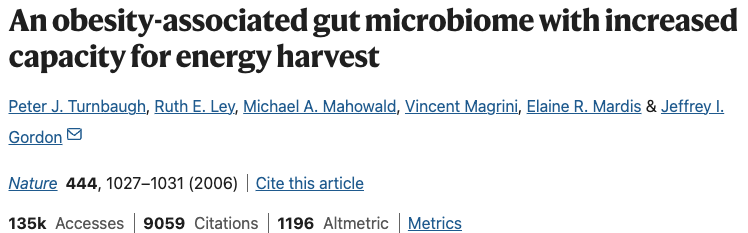 An obesity-associated gut microbiome with increased
capacity for energy harvest
Peter J. Turnbaugh, Ruth E. Ley, Michael A. Mahowald, Vincent Magrini, Elaine R. Mardis & Jeffrey I.
Gordon
Nature 444, 1027–1031 (2006) | Cite this article
135k Accesses | 9059 Citations | 1196 Altmetric | Metrics